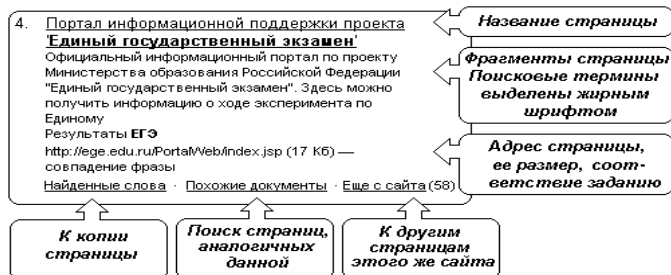 4. Портал информационной поддержки проекта
'Единый государственный экзамен'
Официальный информационный портал по проекту
Министерства образования Российской Федерации
"Единый государственный экзамен". Здесь можно
получить информацию о ходе эксперимента по
Единому
Результаты ЕГЭ
http://ege.edu.ru/PortalWeb/index.jsp (17 Кб) —
совпадение фразы
Найденные слова · Похожие документы · Еще с сайта (58)
Название страницы
Фрагменты страницы
Поисковые термины
выделены жирным
шрифтом
Адрес страницы,
ее размер, соот-
ветствие заданию
К копии
страницы
Поиск страниц,
аналогичных
данной
К другим
страницам
этого же сайта